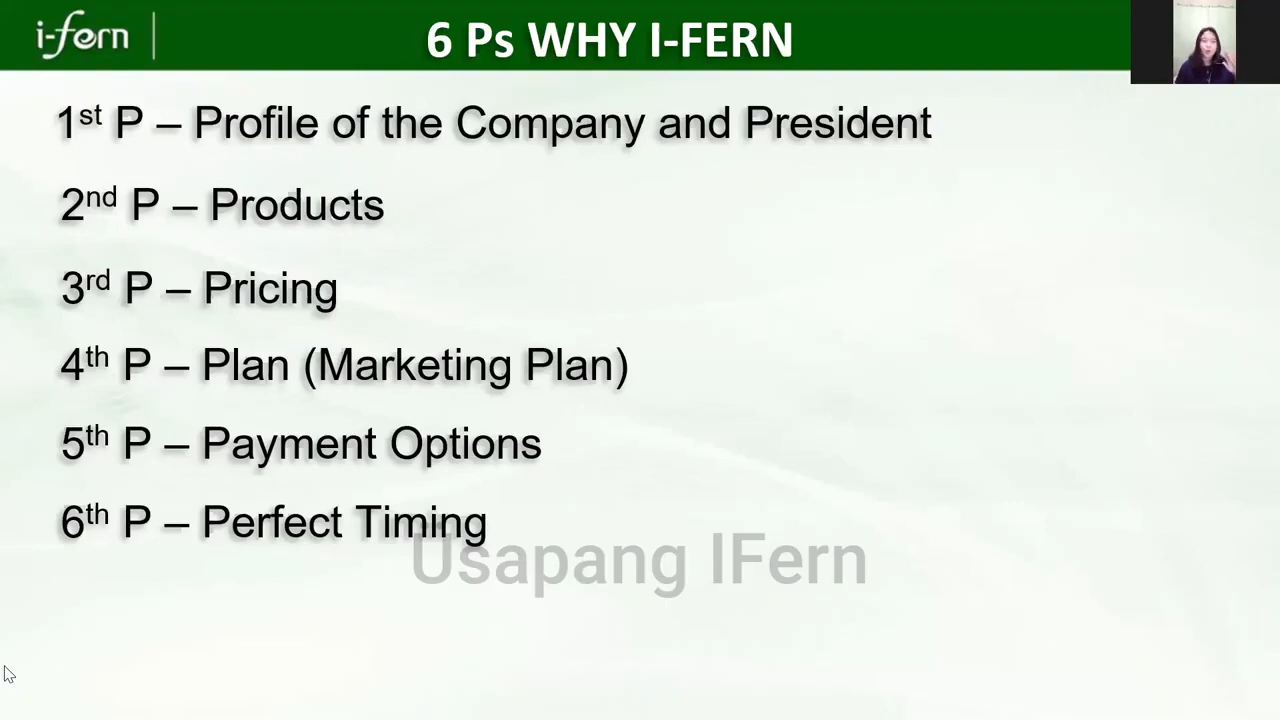 i-fern
6 Ps WHY I-FERN
1st P – Profile of the Company and President
2nd P – Products
3rd P – Pricing
4th P – Plan (Marketing Plan)
5th P – Payment Options
6th P – Perfect Timing
Usapang IFern